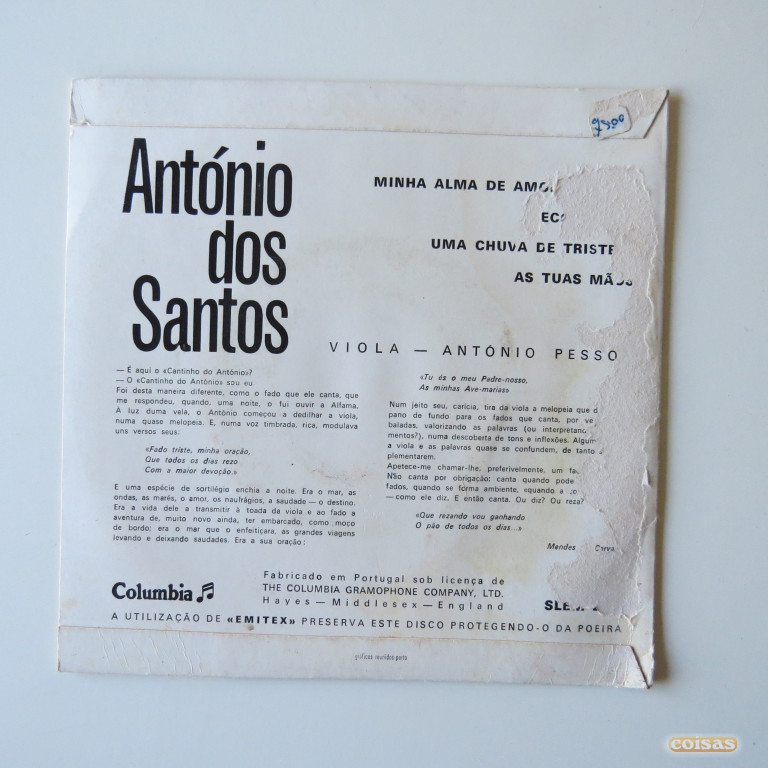 7$00
António
dos
Santos
MINHA ALMA DE
UMA CHUVA DE
AS TUAS MÃOS
VIOLA — ANTÓNIO
— É aqui o «Cantinho do António»?
— O «Cantinho do António» sou eu.
Foi desta maneira diferente, como o fado que ele canta, que
me respondeu, quando, uma noite, o fui ouvir a Alfama.
À luz duma vela, o António começou a dedilhar a viola,
numa quase melopeia. E, numa voz timbrada, rica, modulava
uns versos seus:
«Fado triste, minha oração,
Que todos os dias rezo
Com a maior devoção.»
E uma espécie de sortilégio enchia a noite. Era o mar, as
ondas, as marés, o amor, os naufrágios, a saudade — o destino.
Era a vida dele a transmitir à toada da viola e ao fado a
aventura de, muito novo ainda, ter embarcado, como moço
de bordo; era o mar que o enfeitiçara, as grandes viagens
levando e deixando saudades. Era a sua oração:
«Tu és o meu Padre-nosso,
As minhas Ave-marias»
Num jeito seu, carícia, tira da viola a melopeia que
pano de fundo para os fados que canta, por
baladas, valorizando as palavras (ou
mentos?), numa descoberta de tons e inflexões.
a viola e as palavras quase se confundem, de tanto
plementarem.
Apetece-me chamar-lhe, preferivelmente, um
Não canta por obrigação: canta quando
fados, quando se forma ambiente, «quando a
— como ele diz. E então canta. Ou diz? Ou reza?
«Que rezando vou ganhando
O pão de todos os dias...»
Mendes
Columbia
Fabricado em Portugal sob licença de
THE COLUMBIA GRAMOPHONE COMPANY, LTD.
Hayes — Middlesex — England
A UTILIZAÇÃO DE «EMITEX» PRESERVA ESTE DISCO PROTEGENDO-O DA POEIRA
gráficos reunidos porto
coisas